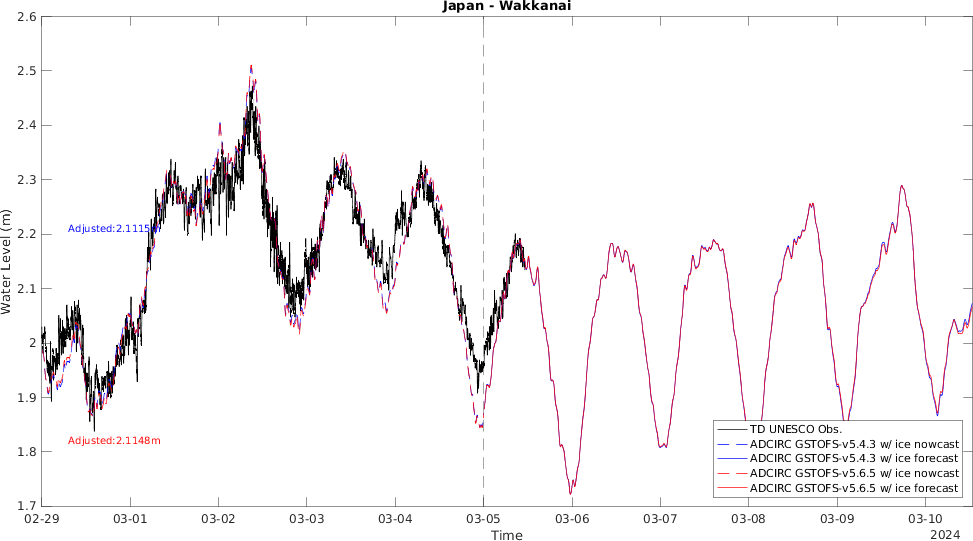 Japan - Wakkanai
2.6
2.5
2.4
2.3
2.2
2.1
2
1.9
1.8
1.7
Water Level (m)
Adjusted:2.1115
Adjusted:2.1148m
TD UNESCO Obs.
ADCIRC GSTOFS-v5.4.3 w/ ice nowcast
ADCIRC GSTOFS-v5.4.3 w/ ice forecast
ADCIRC GSTOFS-v5.6.5 w/ ice nowcast
ADCIRC GSTOFS-v5.6.5 w/ ice forecast
02-29 03-01 03-02 03-03 03-04 03-05 03-06 03-07 03-08 03-09 03-10
2024
Time